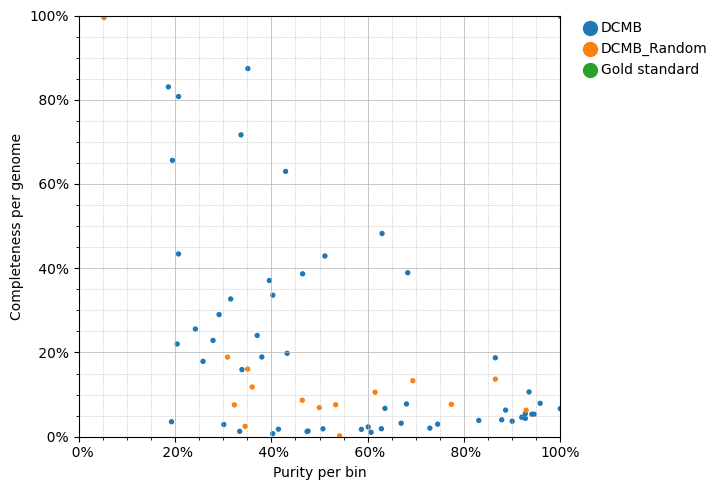 100%
80%
60%
40%
20%
0%
Completeness per genome
0%
20%
40%
60%
80%
100%
Purity per bin
DCMB
DCMB_Random
Gold standard